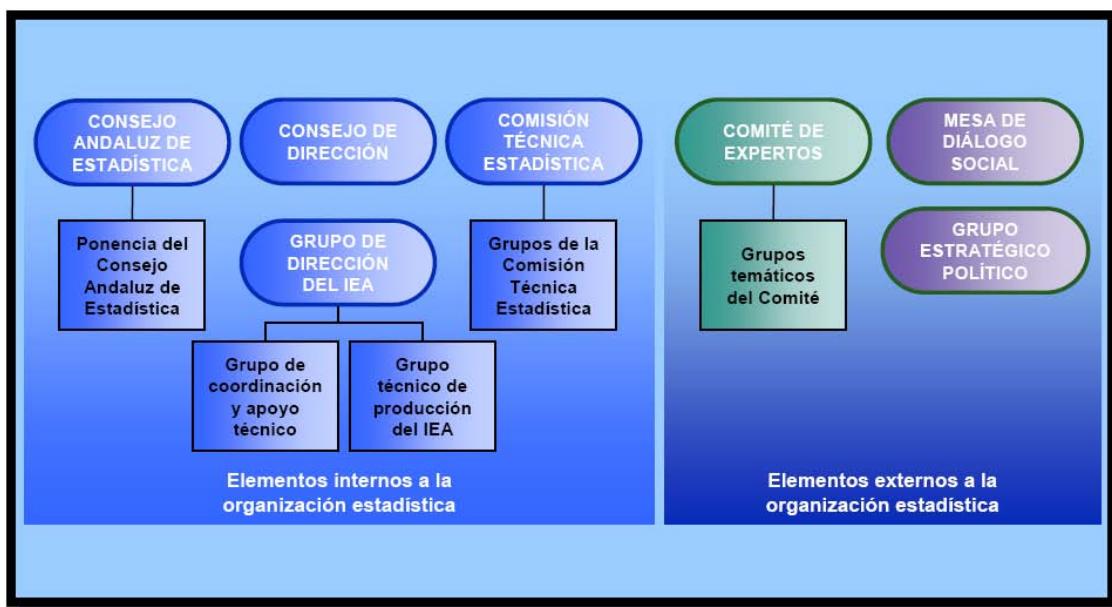 CONSEJO
ANDALUZ DE
ESTADÍSTICA
CONSEJO DE
DIRECCIÓN
COMISIÓN
TÉCNICA
ESTADÍSTICA
Ponencia del
Consejo
Andaluz de
Estadística
GRUPO DE
DIRECCIÓN
DEL IEA
Grupos de la
Comisión
Técnica
Estadística
Grupo de
coordinación
y apoyo
técnico
Grupo
técnico de
producción
del IEA
Elementos internos a la
organización estadística
COMITÉ DE
EXPERTOS
MESA DE
DIÁLOGO
SOCIAL
Grupos
temáticos
del Comité
GRUPO
ESTRATÉGICO
POLÍTICO
Elementos externos a la
organización estadística